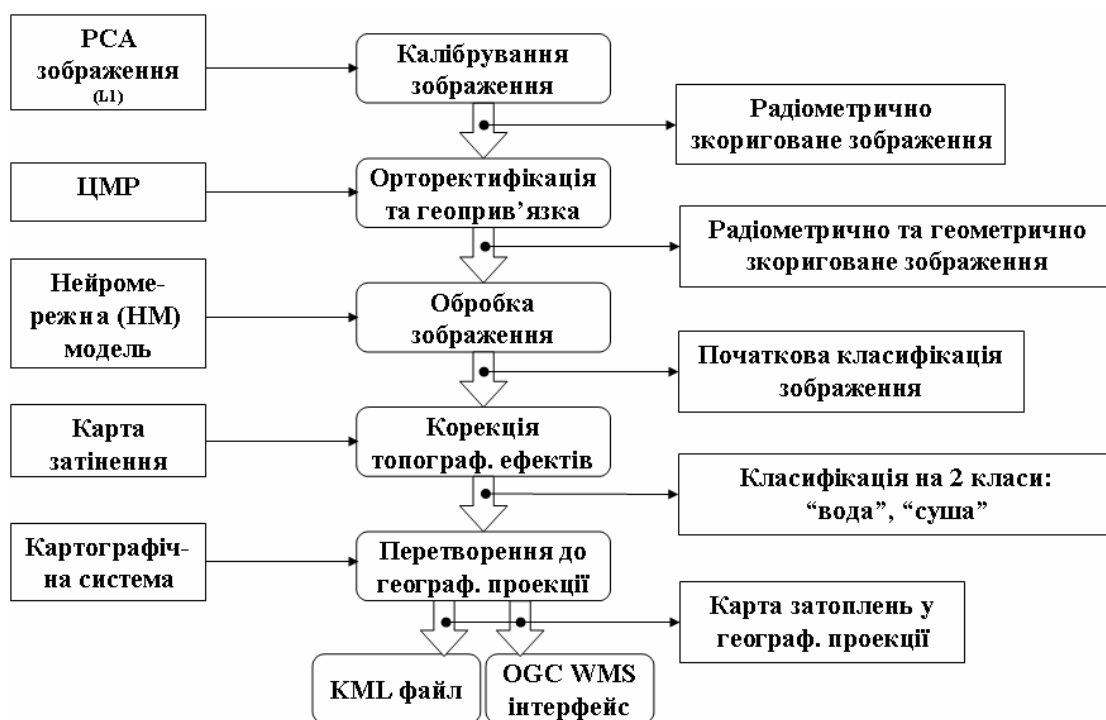 РСА
зображення
(L1)
Калібрування
зображення
Радіометрично
зкориговане зображення
ЦМР
Орторектифікація
та геоприв’язка
Радіометрично та геометрично
зкориговане зображення
Нейроме-
режна (НМ)
модель
Обробка
зображення
Початкова класифікація
зображення
Карта
затінення
Корекція
топограф. ефектів
Класифікація на 2 класи:
“вода”, “суша”
Картографіч-
на система
Перетворення до
географ. проекції
Карта затоплень у
географ. проекції
KML файл
OGC WMS
інтерфейс